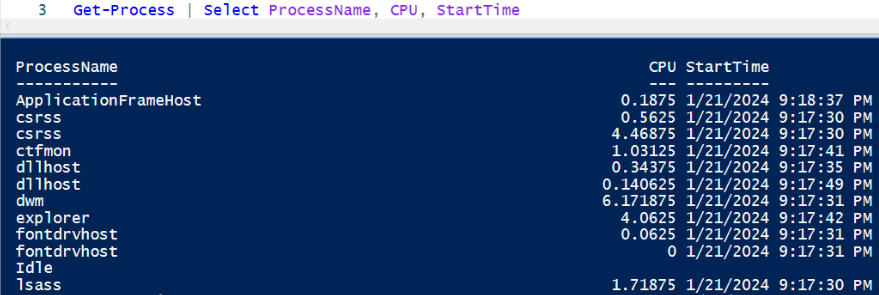 3 Get-Process | Select ProcessName, CPU, StartTime
ProcessName CPU StartTime
----------- --- ---------
ApplicationFrameHost 0.1875 1/21/2024 9:18:37 PM
csrss 0.5625 1/21/2024 9:17:30 PM
csrss 4.46875 1/21/2024 9:17:30 PM
ctfmon 1.03125 1/21/2024 9:17:41 PM
dllhost 0.34375 1/21/2024 9:17:35 PM
dllhost 0.140625 1/21/2024 9:17:49 PM
dwm 6.171875 1/21/2024 9:17:31 PM
explorer 4.0625 1/21/2024 9:17:42 PM
fontdrvhost 0.0625 1/21/2024 9:17:31 PM
fontdrvhost 0 1/21/2024 9:17:31 PM
Idle
lsass 1.71875 1/21/2024 9:17:30 PM